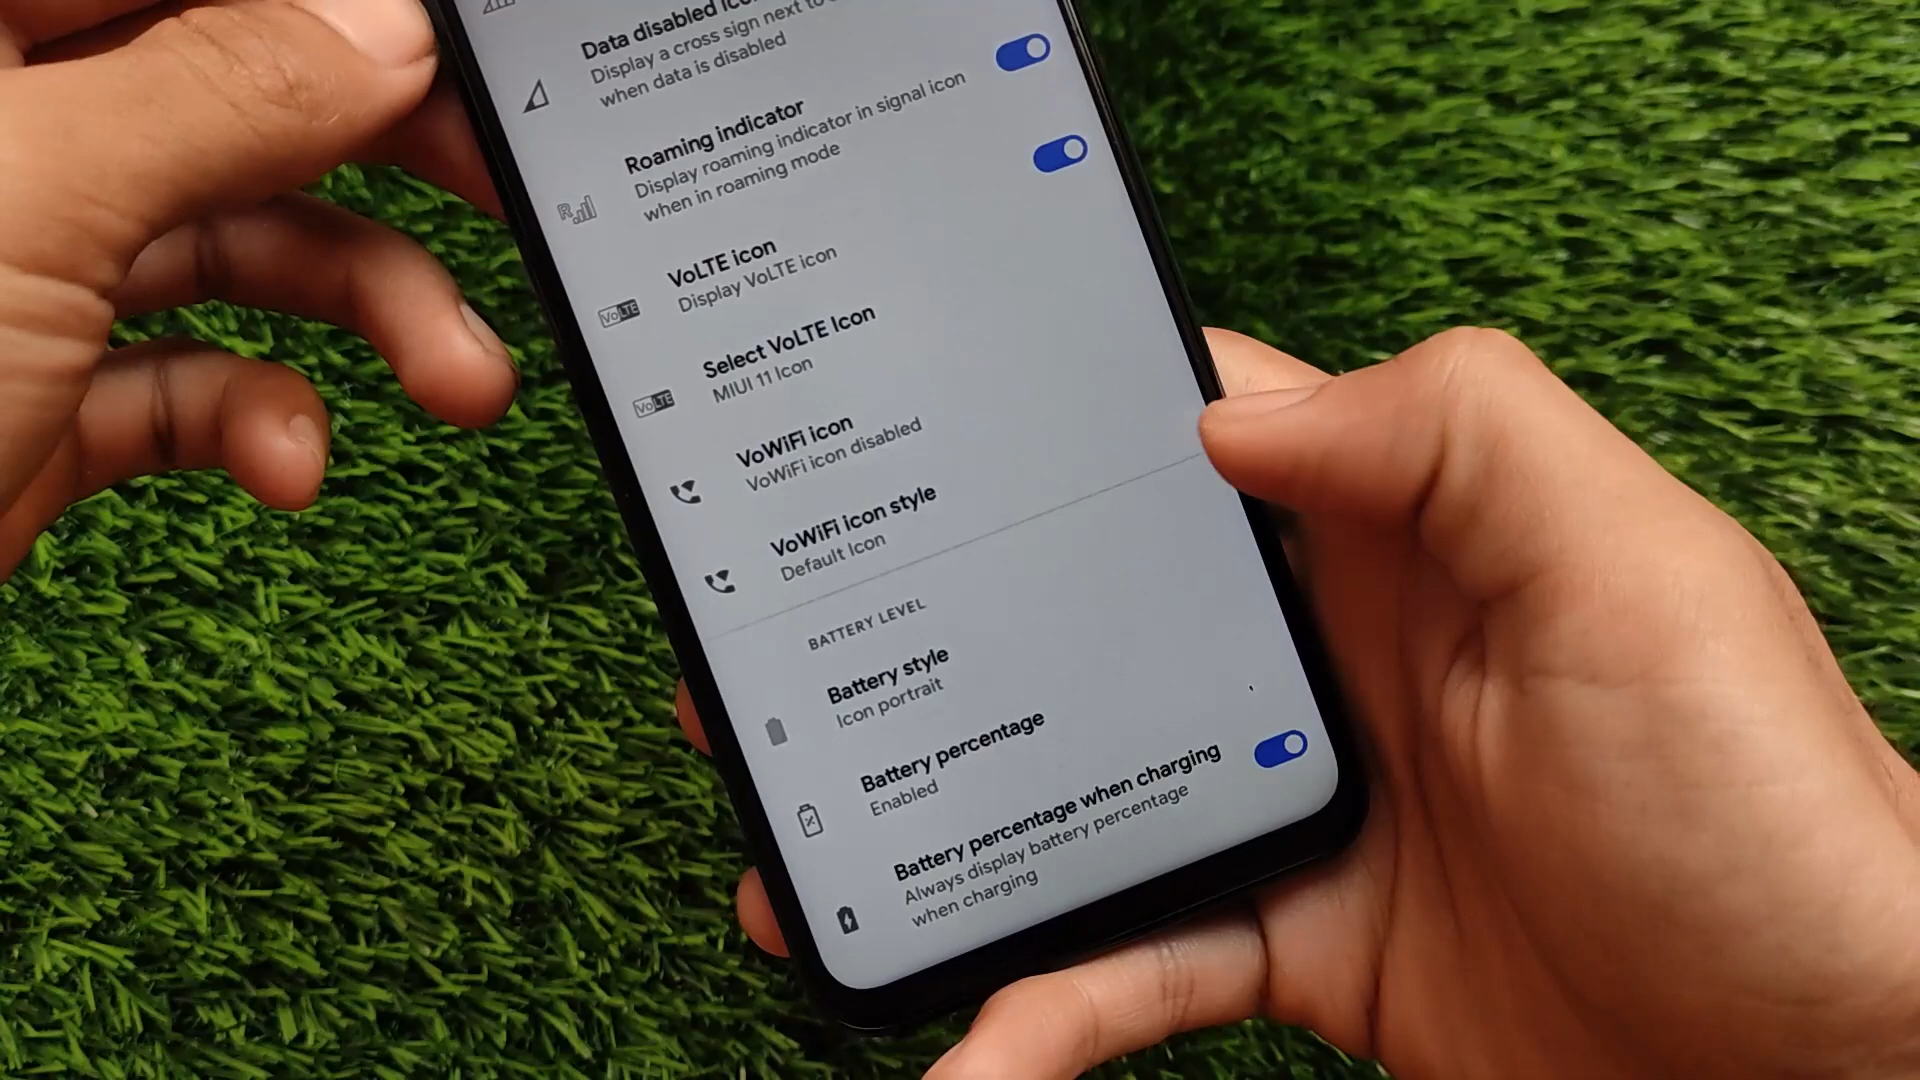 Data disabled
Display a cross sign next to
when data is disabled
Roaming indicator
Display roaming indicator in signal icon
when in roaming mode
R
VoLTE icon
Display VoLTE icon
VoLTE
Select VoLTE Icon
MIUI 11 Icon
VoLTE
VoWiFi icon
VoWiFi icon disabled
VoWiFi icon style
Default Icon
BATTERY LEVEL
Battery style
Icon portrait
Battery percentage
Enabled
Battery percentage when charging
Always display battery percentage
when charging